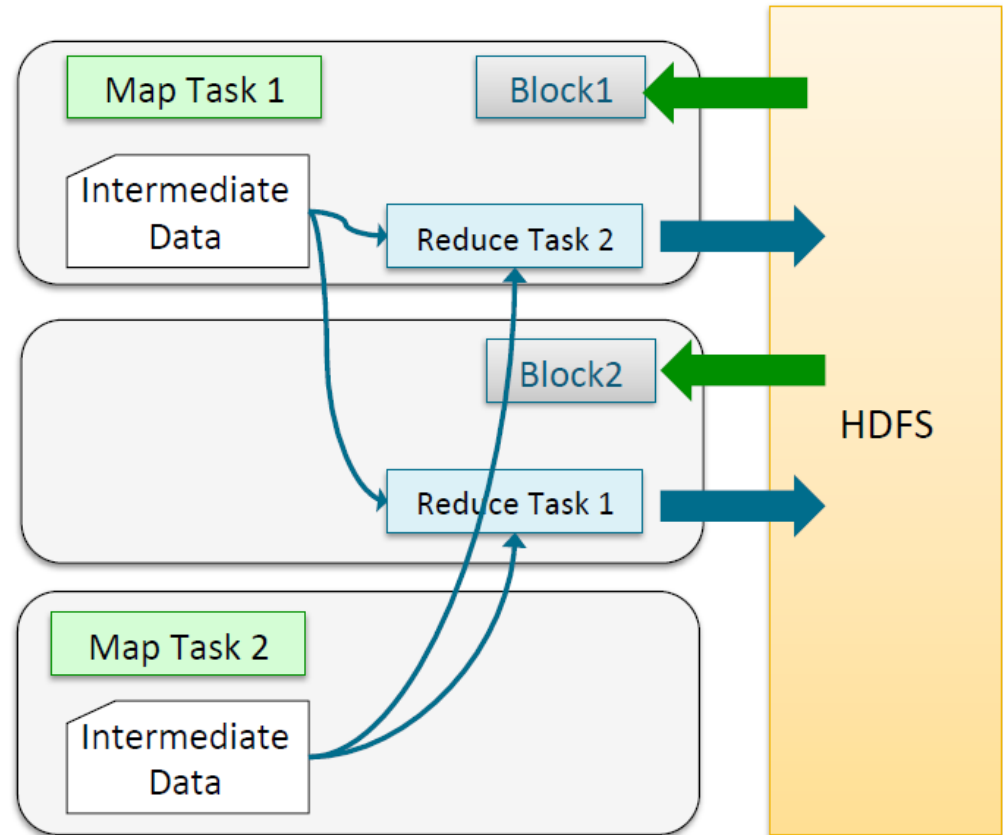 Map Task 1
Block1
Intermediate
Data
Reduce Task 2
Block2
HDFS
Reduce Task 1
Map Task 2
Intermediate
Data